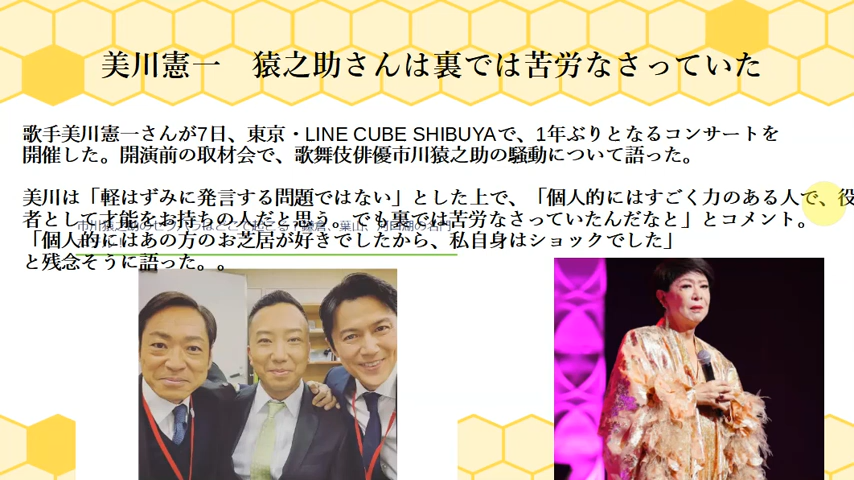 美川憲一　猿之助さんは裏では苦労なさっていた
歌手美川憲一さんが7日、東京・LINE CUBE SHIBUYAで、1年ぶりとなるコンサートを
開催した。開演前の取材会で、歌舞伎俳優市川猿之助の騒動について語った。
美川は「軽はずみに発言する問題ではない」とした上で、「個人的にはすごく力のある人で、役
者として才能をお持ちの人だと思う。でも裏では苦労なさっていたんだなと」とコメント。
「個人的にはあの方のお芝居が好きでしたから、私自身はショックでした」
と残念そうに語った。。